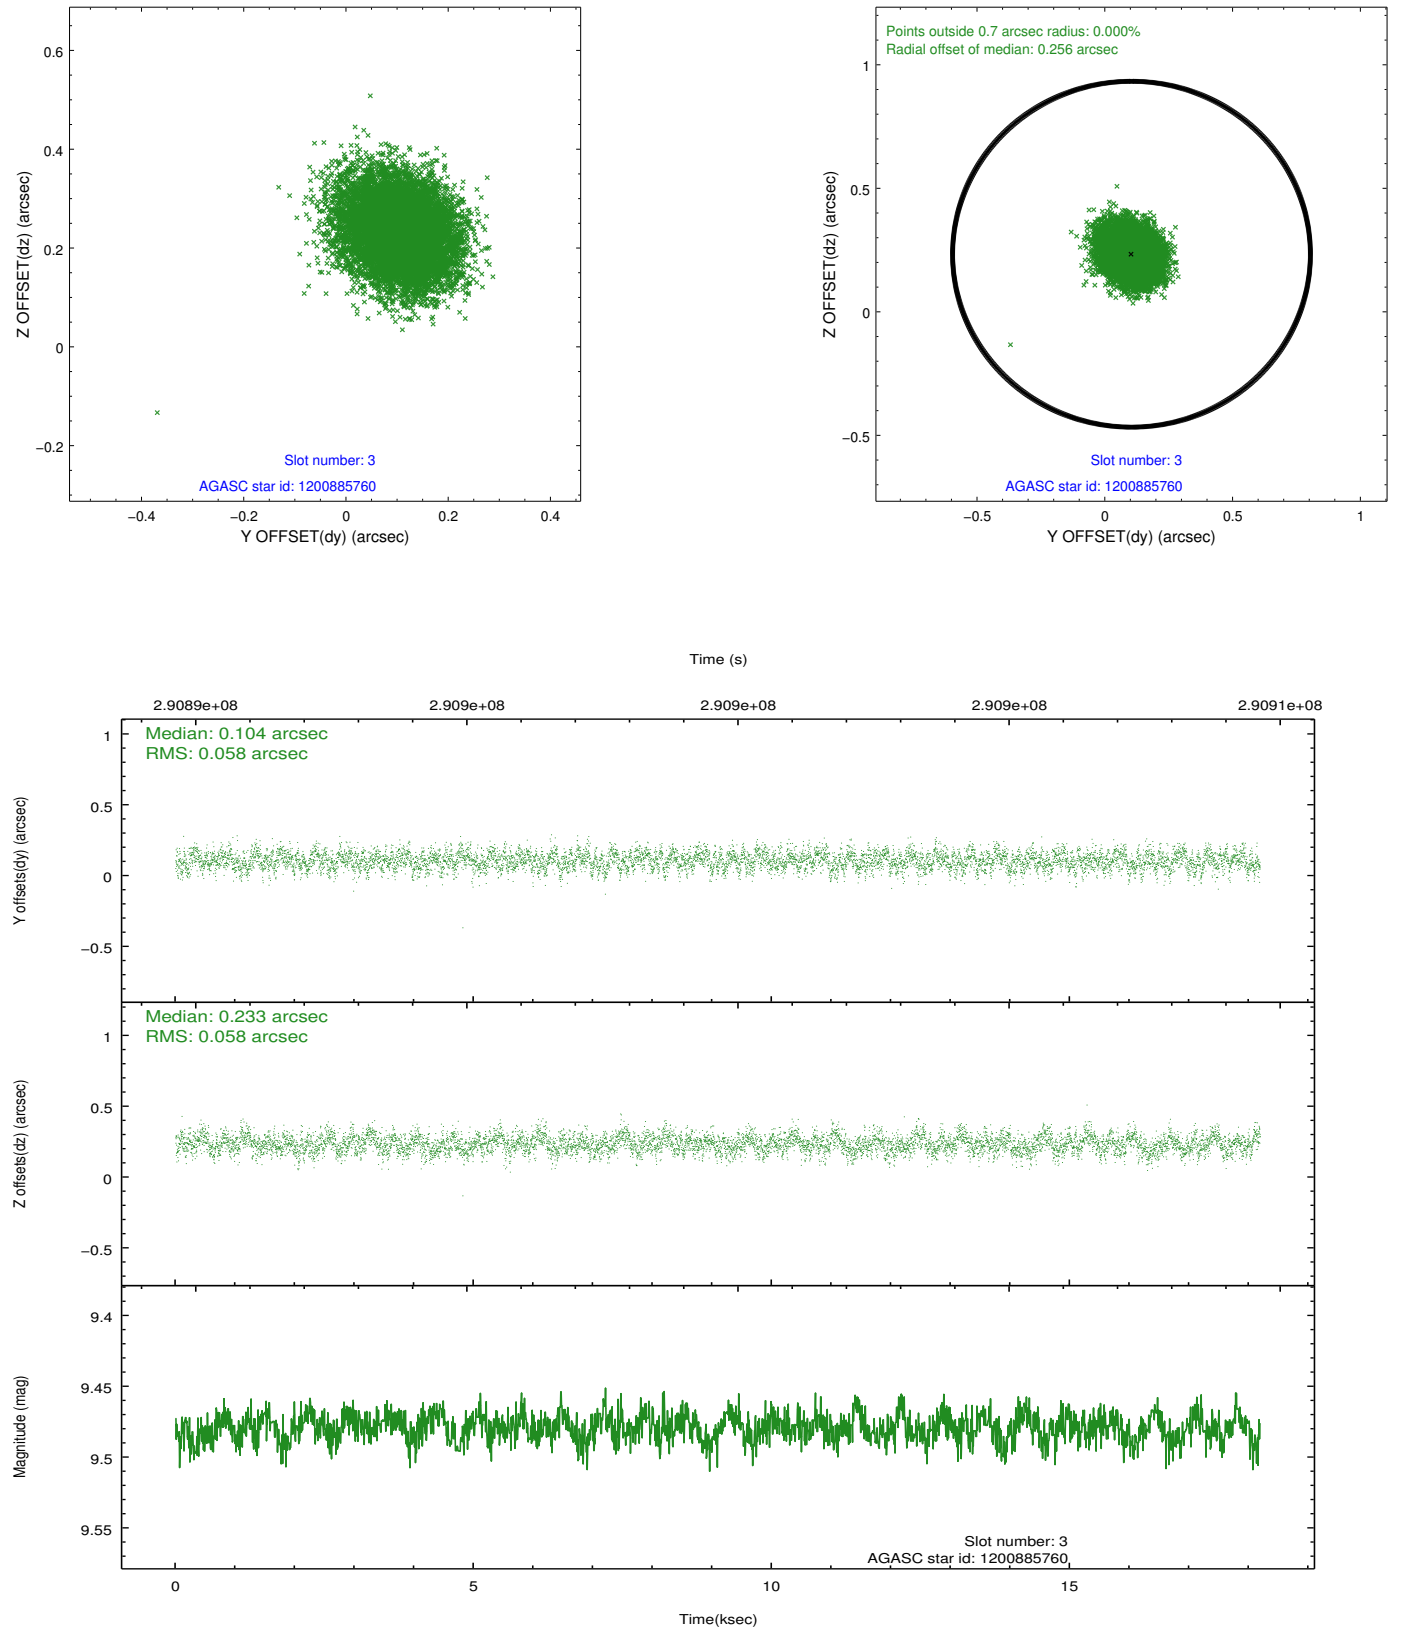 0.6
0.4
0.2
0
−0.2
Z OFFSET(dz) (arcsec)
Slot number: 3
AGASC star id: 1200885760
−0.4
−0.2
0
0.2
0.4
Y OFFSET(dy) (arcsec)
Points outside 0.7 arcsec radius: 0.000%
Radial offset of median: 0.256 arcsec
1
0.5
0
−0.5
Z OFFSET(dz) (arcsec)
Slot number: 3
AGASC star id: 1200885760
−0.5
0
0.5
1
Y OFFSET(dy) (arcsec)
Time (s)
2.9089e+08
2.909e+08
2.909e+08
2.909e+08
2.9091e+08
Median: 0.104 arcsec
RMS: 0.058 arcsec
1
0.5
0
−0.5
Y offsets(dy) (arcsec)
Median: 0.233 arcsec
RMS: 0.058 arcsec
1
0.5
0
−0.5
Z offsets(dz) (arcsec)
9.4
9.45
9.5
9.55
Magnitude (mag)
Slot number: 3
AGASC star id: 1200885760
0
5
10
15
Time(ksec)